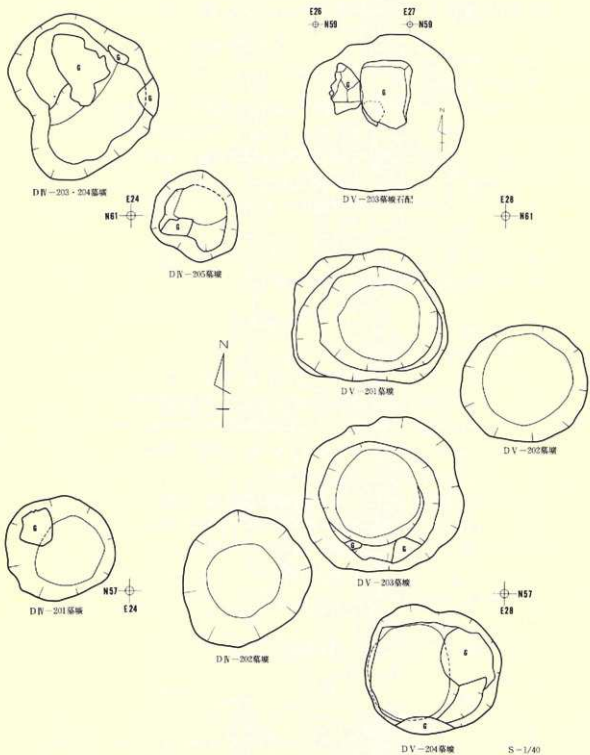 E26 E27
N59 N59
G G G
G G
N
DⅣ-203・204墓壙
DⅤ-203墓壙石配
E24 E28
N61 N61
G
DⅣ-205墓壙
N
DⅤ-201墓壙
DⅤ-202墓壙
G
G G
N57 N57
E24 E28
DⅣ-201墓壙
DⅤ-203墓壙
DⅣ-202墓壙
G
G
DⅤ-204墓壙
S-1/40